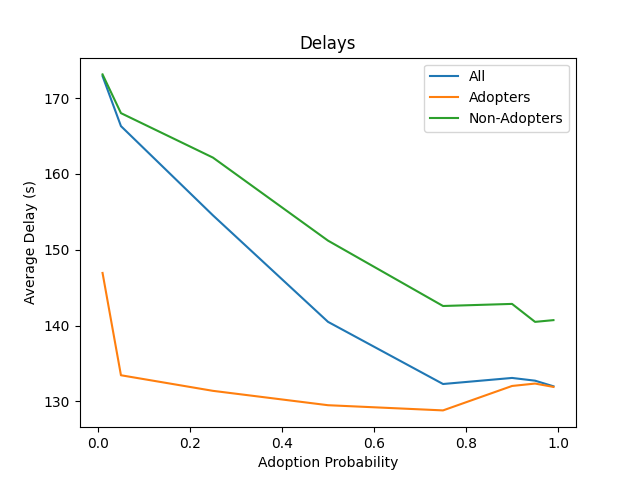 Delays
All
Adopters
Non-Adopters
Average Delay (s)
170
160
150
140
130
0.0 0.2 0.4 0.6 0.8 1.0
Adoption Probability